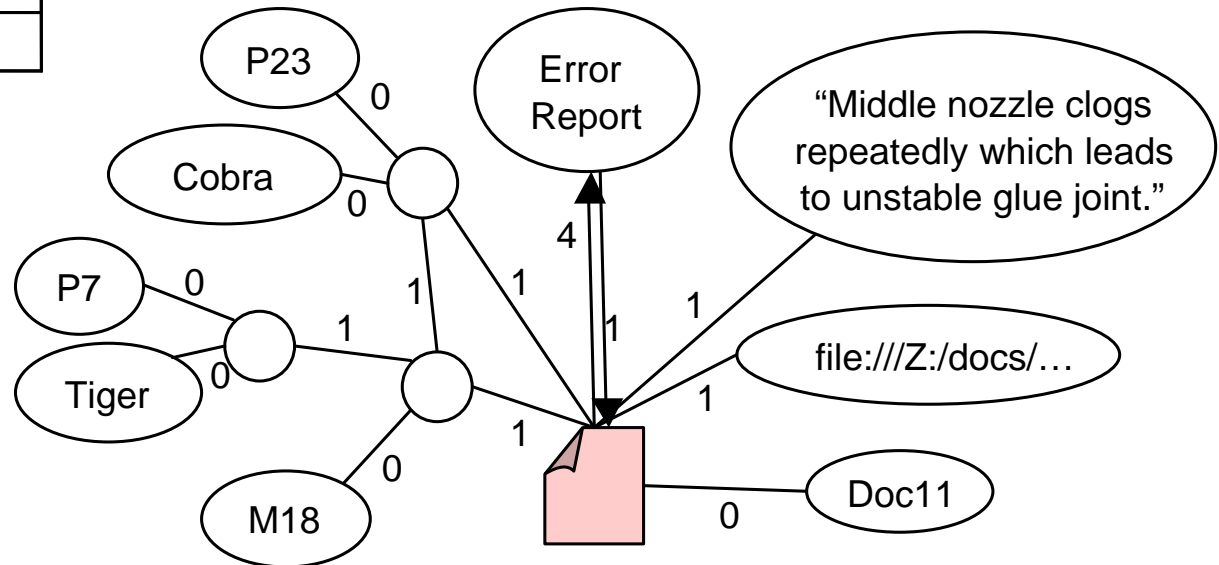 P23
0
Error
Report
“Middle nozzle clogs
repeatedly which leads
to unstable glue joint.”
Cobra
0
4
P7
0
1
1
1
1
1
file:///Z:/docs/…
Tiger
0
1
1
0
M18
0
Doc11